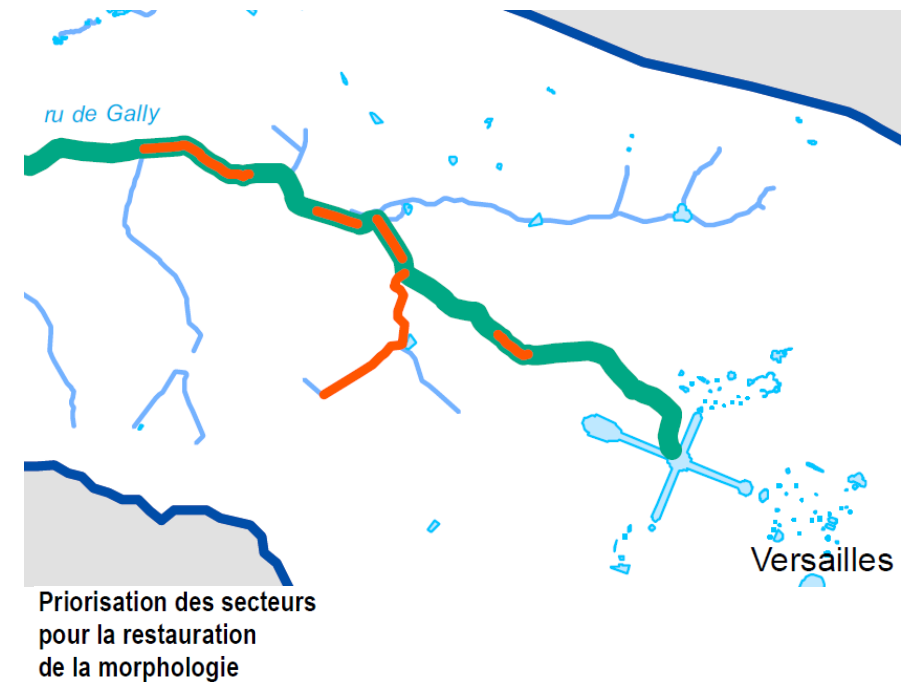 ru de Gally
Versailles
Priorisation des secteurs
pour la restauration
de la morphologie